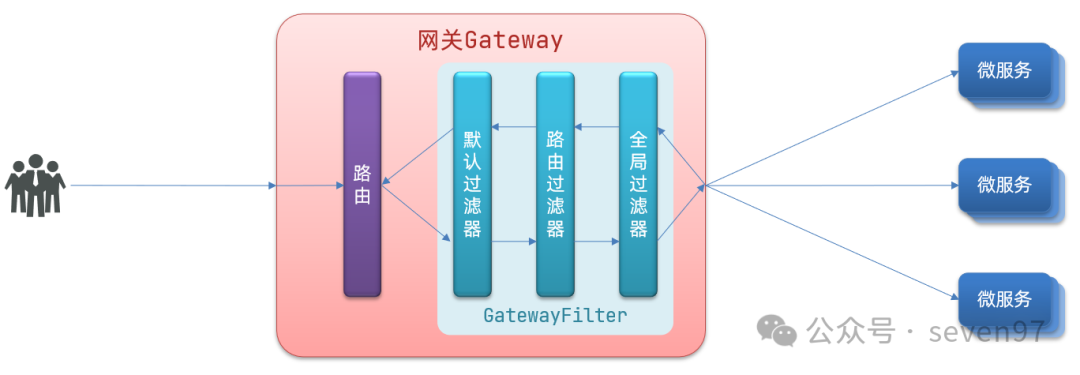 网关Gateway
路由
默认过滤器
路由过滤器
全局过滤器
GatewayFilter
微服务
微服务
微服务
公众号 · seven97